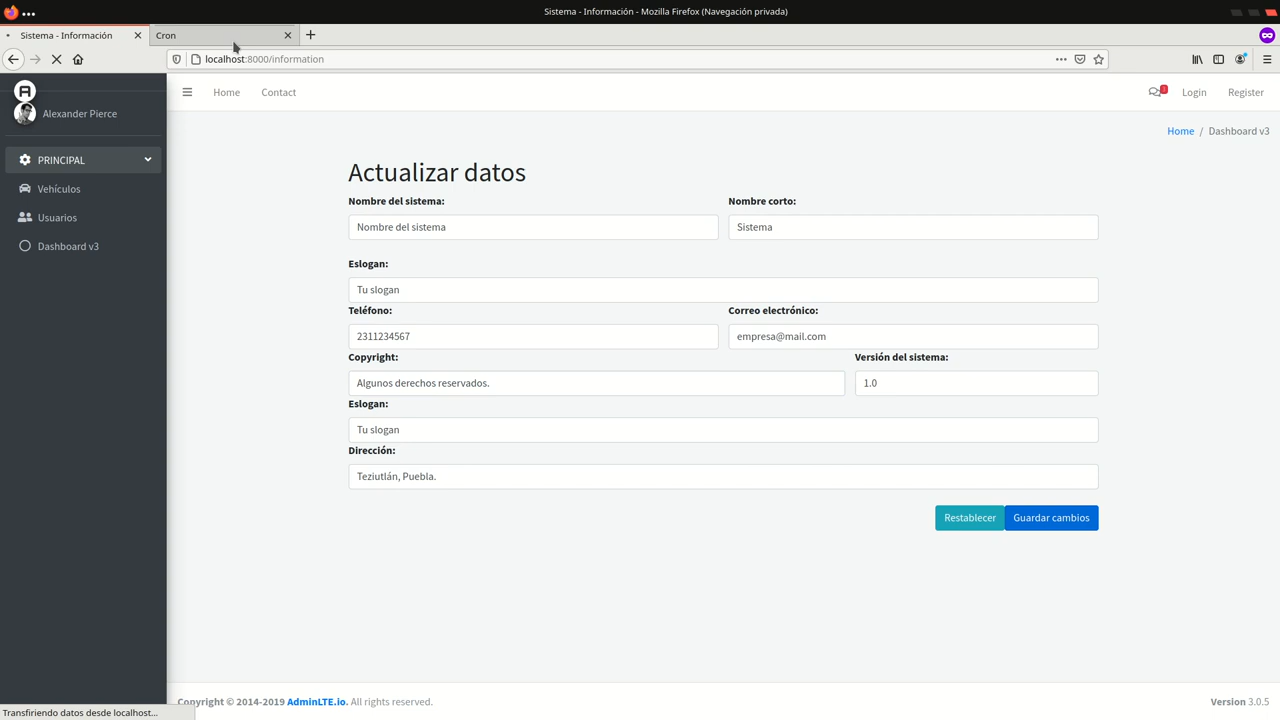 Sistema - Información - Mozilla Firefox (Navegación privada)
Sistema - Información
Cron
localhost:8000/information
Home
Contact
Login
Register
Alexander Pierce
PRINCIPAL
Vehículos
Usuarios
Dashboard v3
Home / Dashboard v3
Actualizar datos
Nombre del sistema:
Nombre del sistema
Nombre corto:
Sistema
Eslogan:
Tu slogan
Teléfono:
2311234567
Correo electrónico:
empresa@mail.com
Copyright:
Algunos derechos reservados.
Versión del sistema:
1.0
Eslogan:
Tu slogan
Dirección:
Teziutlán, Puebla.
Restablecer
Guardar cambios
Copyright © 2014-2019 AdminLTE.io. All rights reserved.
Version 3.0.5
Transfiriendo datos desde localhost...